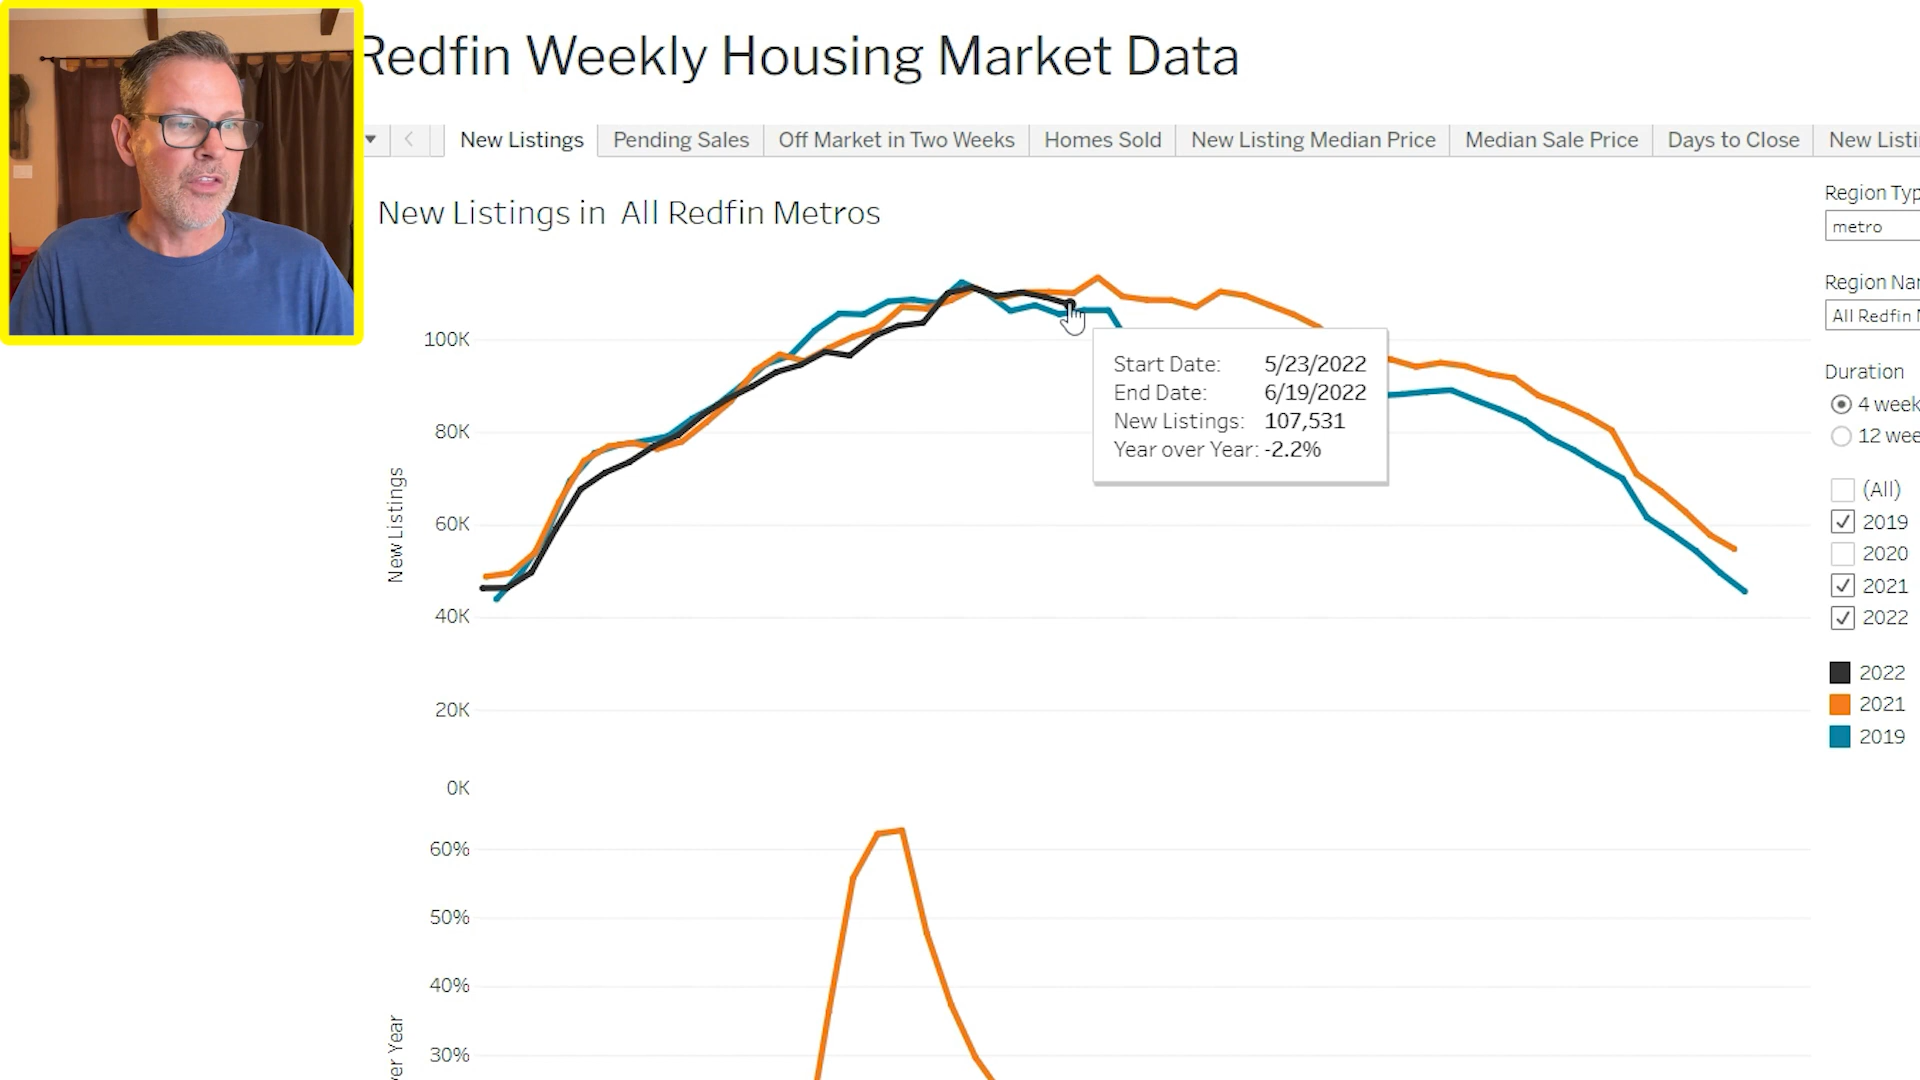 Redfin Weekly Housing Market Data
New Listings
Pending Sales
Off Market in Two Weeks
Homes Sold
New Listing Median Price
Median Sale Price
Days to Close
New Listi
New Listings in All Redfin Metros
Region Typ
metro
Region Nar
All Redfin
Duration
4 week
12 wee
(All)
2019
2020
2021
2022
2022
2021
2019
100K
80K
60K
40K
20K
0K
New Listings
Start Date: 5/23/2022
End Date: 6/19/2022
New Listings: 107,531
Year over Year: -2.2%
60%
50%
40%
30%
ver Year